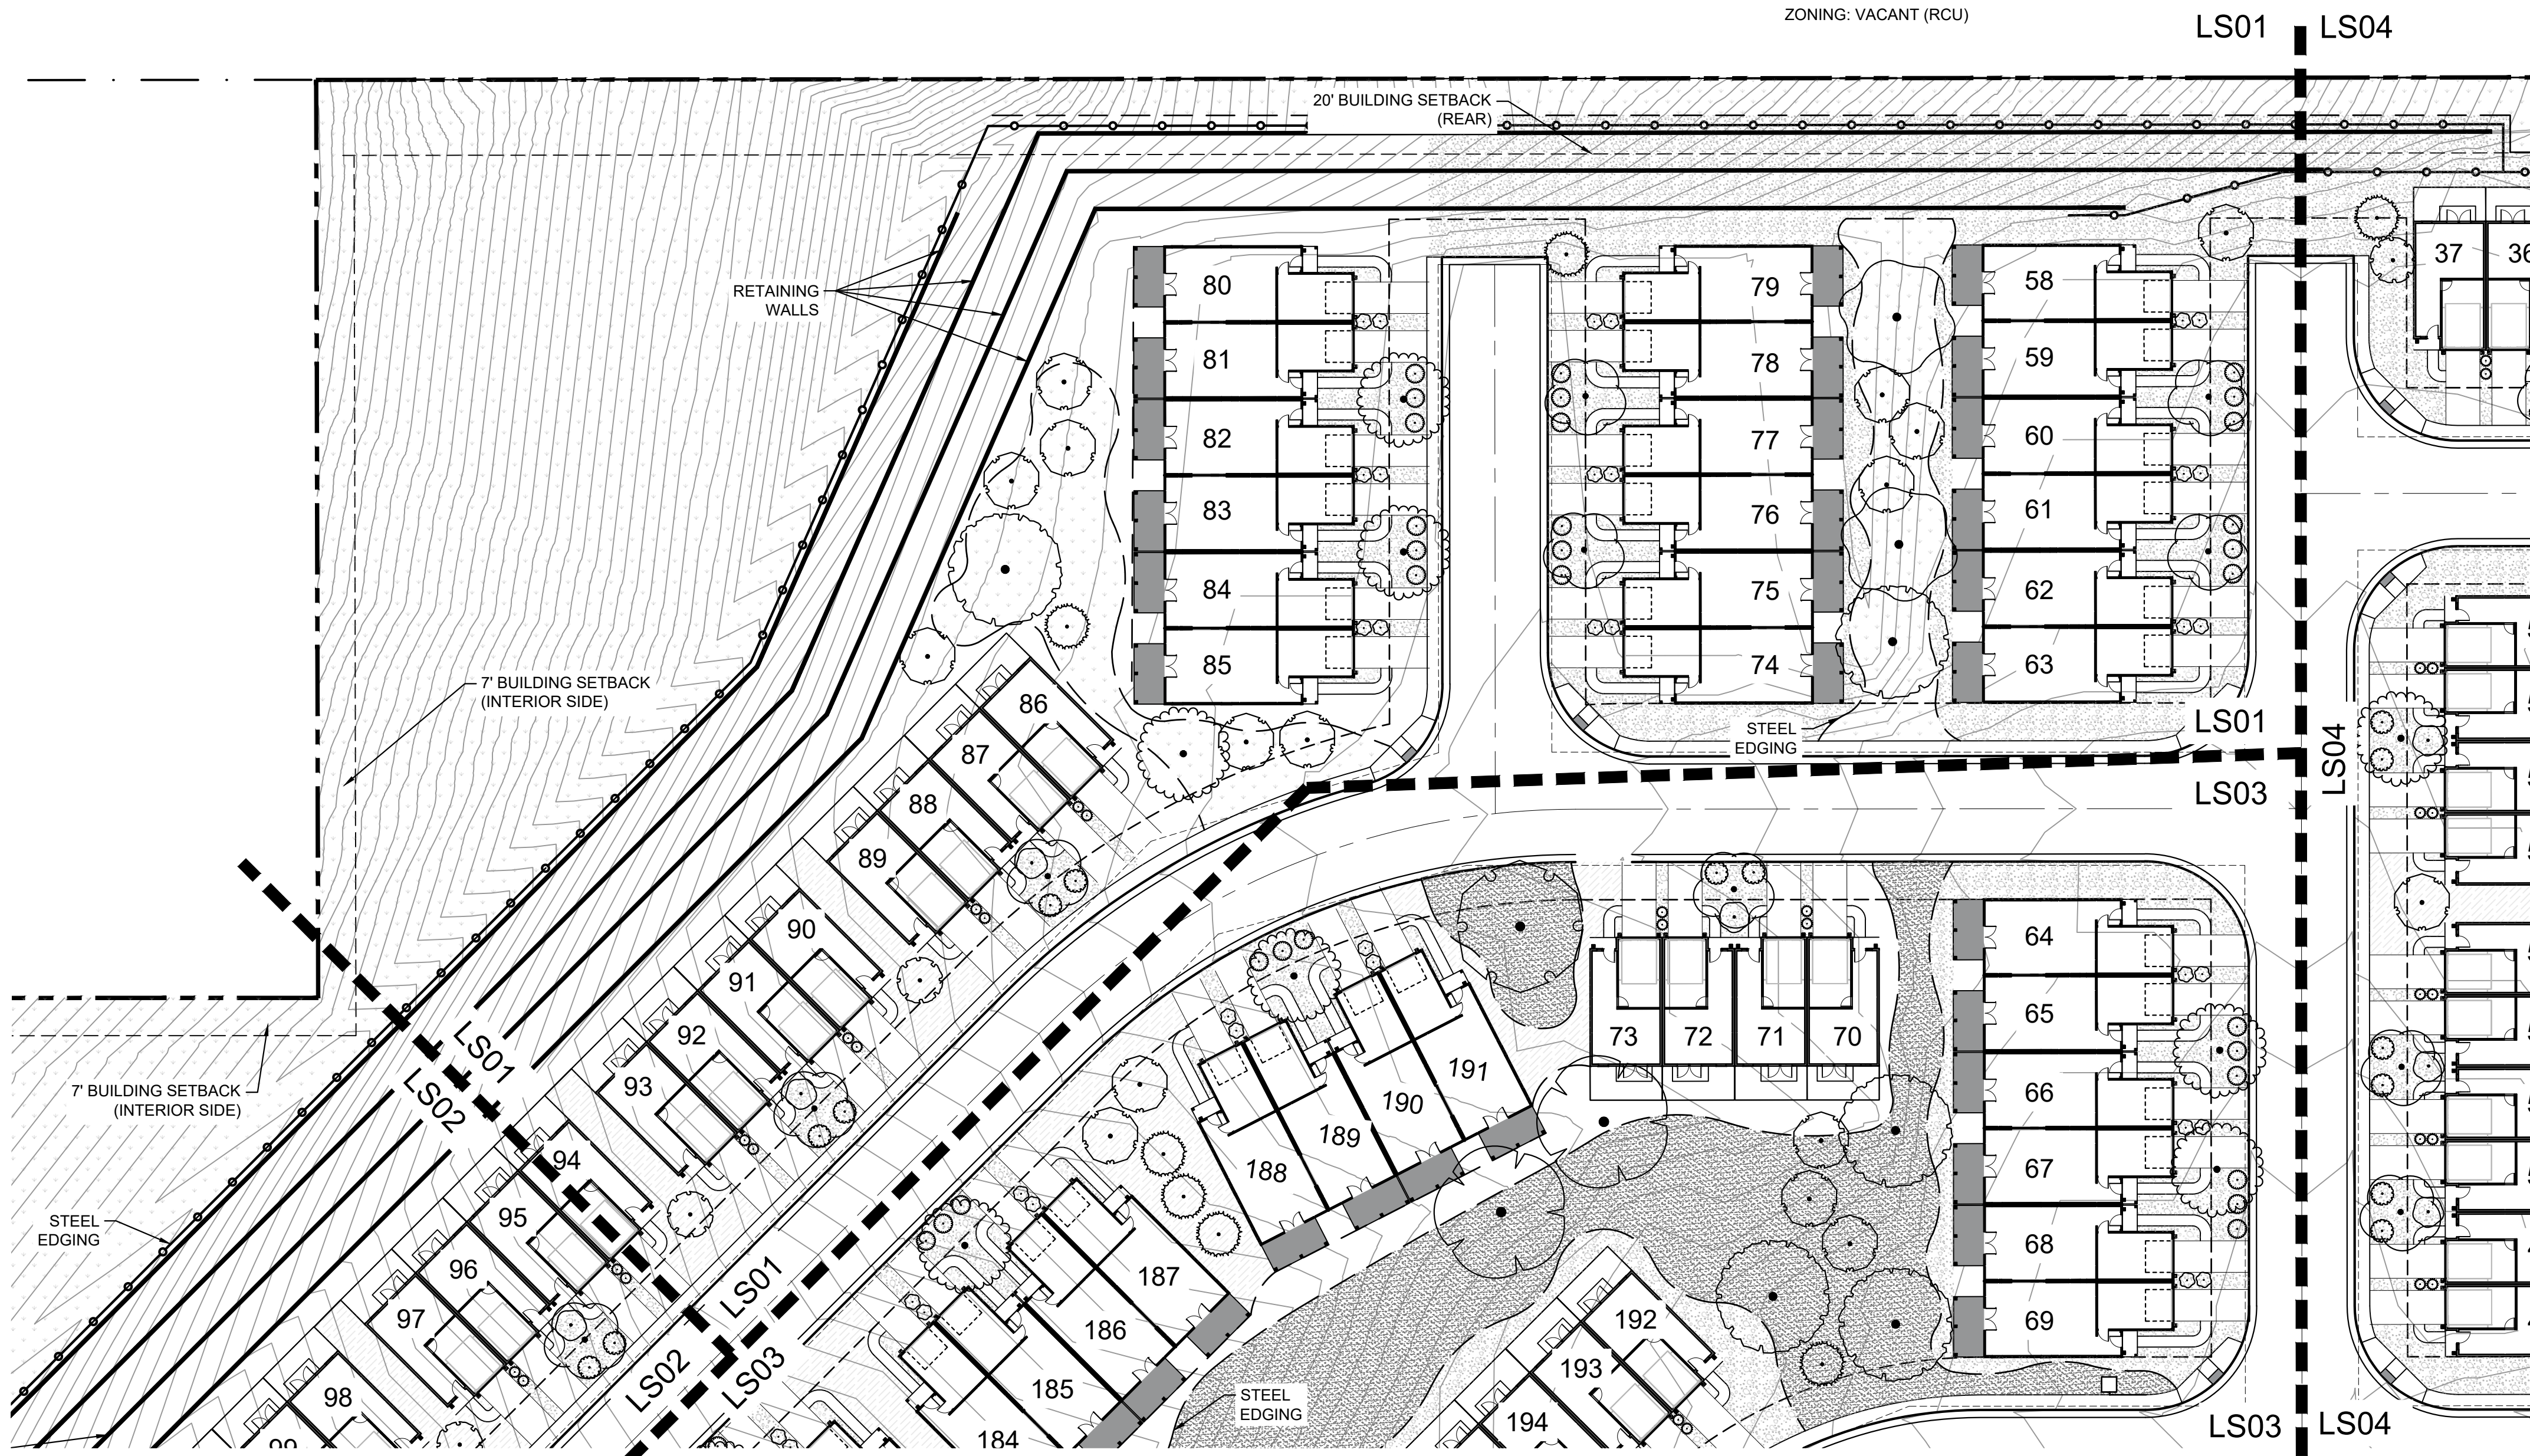 ZONING: VACANT (RCU)
LS01
LS04
20' BUILDING SETBACK
(REAR)
RETAINING
WALLS
80
81
82
83
84
85
79
78
77
76
75
74
58
59
60
61
62
63
37
7' BUILDING SETBACK
(INTERIOR SIDE)
STEEL
EDGING
LS01
LS03
LS04
86
87
88
89
90
91
92
93
94
95
96
97
98
99
73
72
71
70
64
65
66
67
68
69
191
190
189
188
187
186
185
184
192
193
194
7' BUILDING SETBACK
(INTERIOR SIDE)
LS01
LS02
STEEL
EDGING
LS01
LS02
LS03
STEEL
EDGING
LS03
LS04